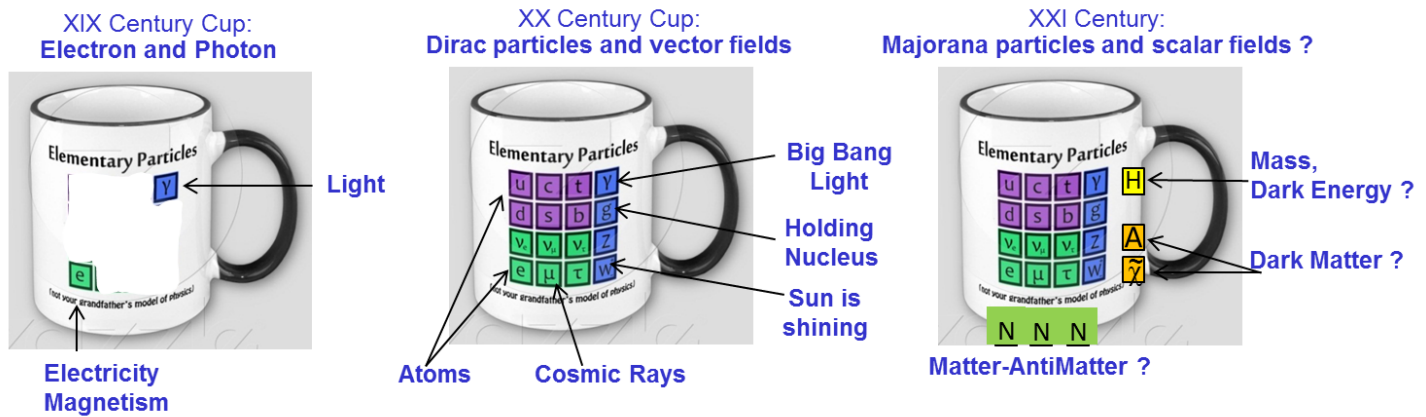 XIX Century Cup:
Electron and Photon
Elementary Particles
γ
e
(not your grandfather's model of physics.)
Light
Electricity
Magnetism
XX Century Cup:
Dirac particles and vector fields
Elementary Particles
u c t γ
d s b g
νe νμ ντ Z
e μ τ w
(not your grandfather's model of physics.)
Big Bang
Light
Holding
Nucleus
Sun is
shining
Atoms
Cosmic Rays
XXI Century:
Majorana particles and scalar fields ?
Elementary Particles
u c t γ H
d s b g
νe νμ ντ Z A
e μ τ w χ̃
(not your grandfather's model of physics.)
N N N
Mass,
Dark Energy ?
Dark Matter ?
Matter-AntiMatter ?